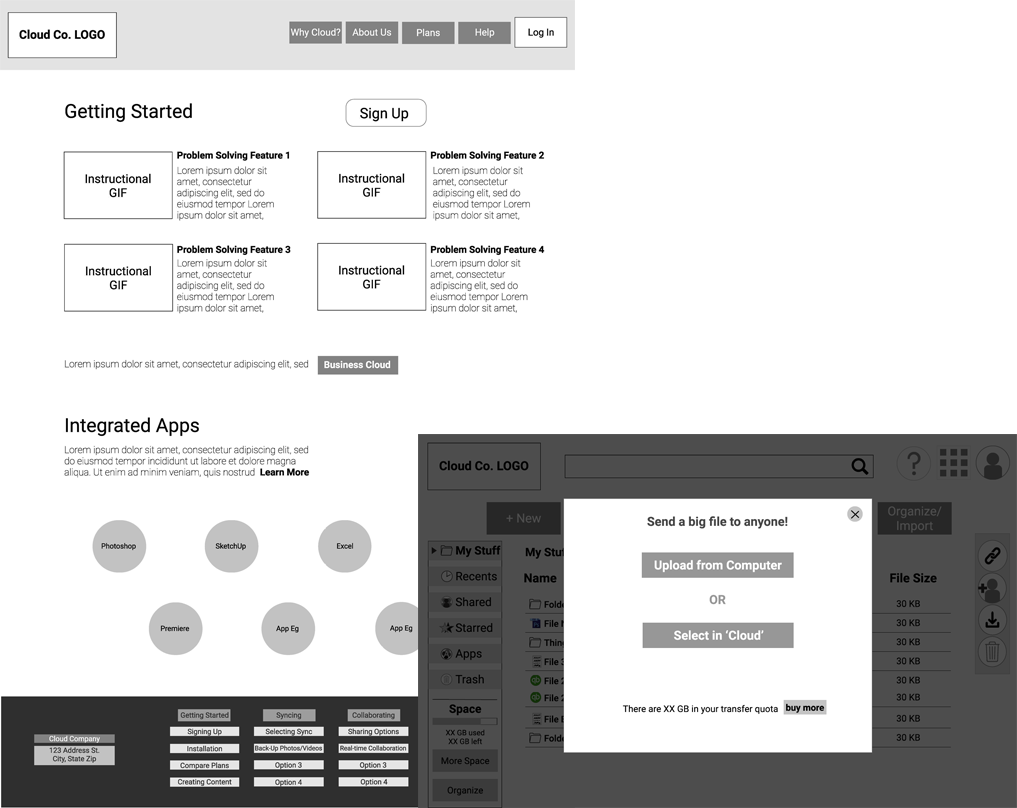 Cloud Co. LOGO
Why Cloud?
About Us
Plans
Help
Log In
Getting Started
Sign Up
Instructional
GIF
Problem Solving Feature 1
Lorem ipsum dolor sit
amet, consectetur
adipiscing elit, sed do
eiusmod tempor Lorem
ipsum dolor sit amet,
Instructional
GIF
Problem Solving Feature 2
Lorem ipsum dolor sit
amet, consectetur
adipiscing elit, sed do
eiusmod tempor Lorem
ipsum dolor sit amet,
Instructional
GIF
Problem Solving Feature 3
Lorem ipsum dolor sit
amet, consectetur
adipiscing elit, sed do
eiusmod tempor Lorem
ipsum dolor sit amet,
Instructional
GIF
Problem Solving Feature 4
Lorem ipsum dolor sit
amet, consectetur
adipiscing elit, sed do
eiusmod tempor Lorem
ipsum dolor sit amet,
Lorem ipsum dolor sit amet, consectetur adipiscing elit, sed
Business Cloud
Integrated Apps
Lorem ipsum dolor sit amet, consectetur adipiscing elit, sed
do eiusmod tempor incididunt ut labore et dolore magna
aliqua. Ut enim ad minim veniam, quis nostrud Learn More
Photoshop
SketchUp
Excel
Premiere
App Eg
App Eg
Cloud Company
123 Address St.
City, State Zip
Getting Started
Signing Up
Installation
Compare Plans
Creating Content
Syncing
Selecting Sync
Back-Up Photos/Videos
Option 3
Option 4
Collaborating
Sharing Options
Real-time Collaboration
Option 3
Option 4
Cloud Co. LOGO
?
+ New
Organize/
Import
My Stuff
Recents
Shared
Starred
Apps
Trash
Space
XX GB used
XX GB left
More Space
Organize
My Stu
Name
File Size
Folde
30 KB
File N
30 KB
Thing
30 KB
File 3
30 KB
File 2
30 KB
File 2
30 KB
File E
30 KB
Folde
30 KB
Send a big file to anyone!
Upload from Computer
OR
Select in ‘Cloud’
There are XX GB in your transfer quota
buy more